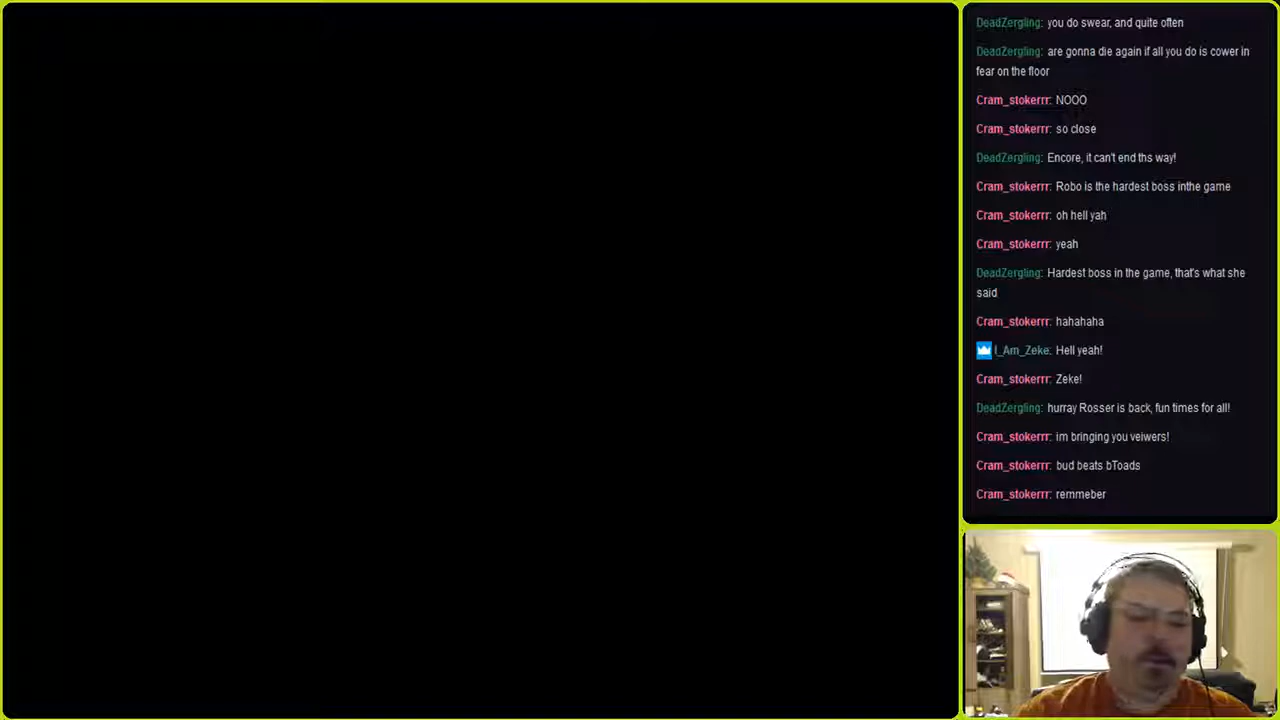 DeadZergling: you do swear, and quite often
DeadZergling: are gonna die again if all you do is cower in
fear on the floor
Cram_stokerrr: NOOO
Cram_stokerrr: so close
DeadZergling: Encore, it can't end ths way!
Cram_stokerrr: Robo is the hardest boss inthe game
Cram_stokerrr: oh hell yah
Cram_stokerrr: yeah
DeadZergling: Hardest boss in the game, that's what she
said
Cram_stokerrr: hahahaha
I_Am_Zeke: Hell yeah!
Cram_stokerrr: Zeke!
DeadZergling: hurray Rosser is back, fun times for all!
Cram_stokerrr: im bringing you veiwers!
Cram_stokerrr: bud beats bToads
Cram_stokerrr: remmeber